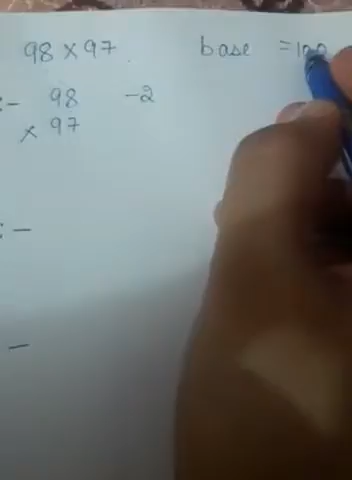 98 × 97 base = 100
:- 98 -2
× 97
:-
-